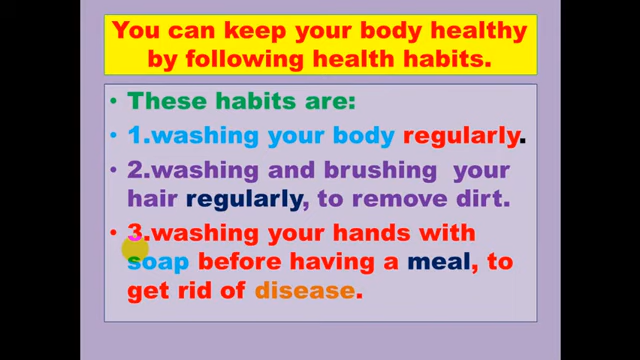 You can keep your body healthy
by following health habits.
• These habits are:
• 1.washing your body regularly.
• 2.washing and brushing  your
hair regularly, to remove dirt.
• 3.washing your hands with
soap before having a meal, to
get rid of disease.